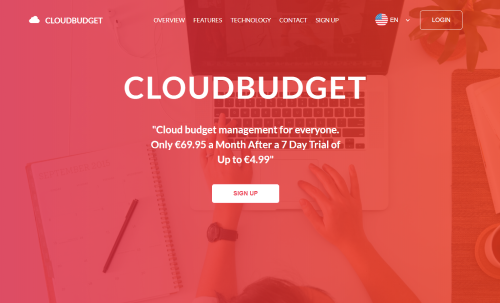 CLOUDBUDGET OVERVIEW FEATURES TECHNOLOGY CONTACT SIGN UP EN LOGIN
CLOUDBUDGET
"Cloud budget management for everyone.
Only €69.95 a Month After a 7 Day Trial of
Up to €4.99"
SIGN UP